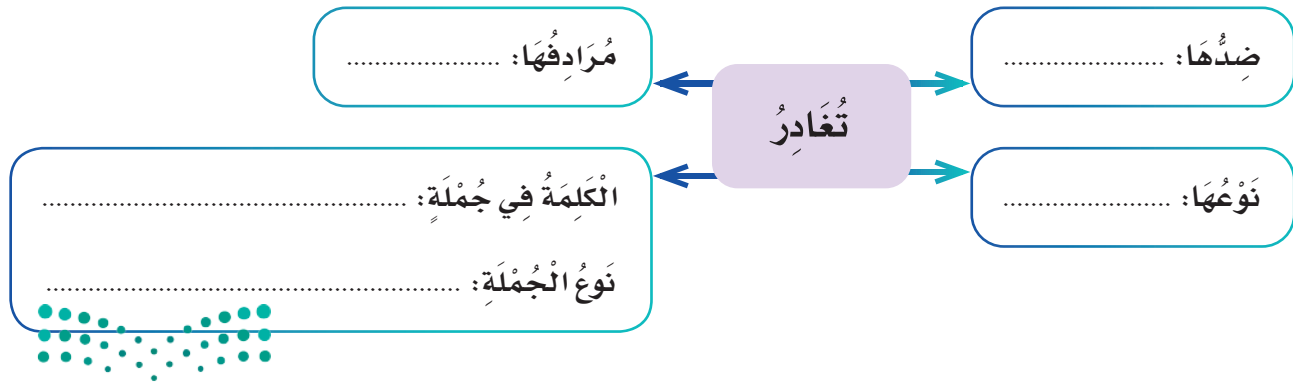 ضِدُّهَا: ........................
مُرَادِفُهَا: ......................
تُغَادِرُ
نَوْعُهَا: ........................
الْكَلِمَةُ فِي جُمْلَةٍ: ....................................................
نَوعُ الْجُمْلَةِ: ...........................................................